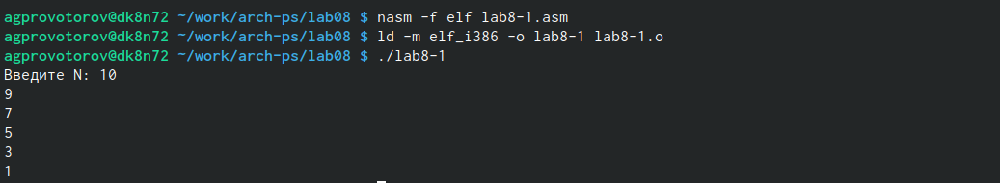 agprovotorov@dk8n72 ~/work/arch-ps/lab08 $ nasm -f elf lab8-1.asm
agprovotorov@dk8n72 ~/work/arch-ps/lab08 $ ld -m elf_i386 -o lab8-1 lab8-1.o
agprovotorov@dk8n72 ~/work/arch-ps/lab08 $ ./lab8-1
Введите N: 10
9
7
5
3
1